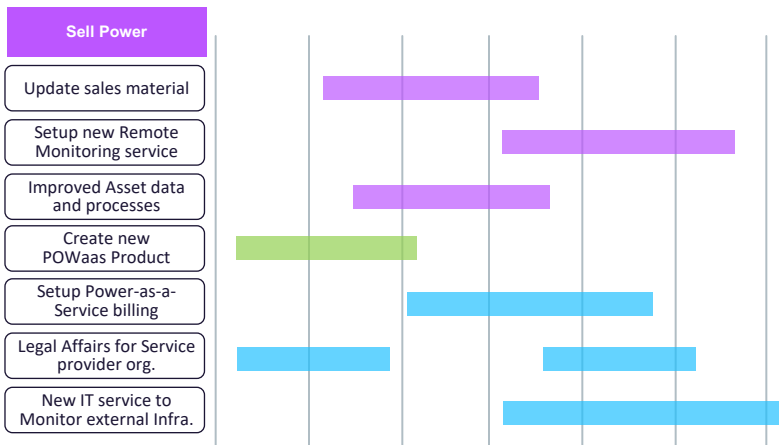 Sell Power
Update sales material
Setup new Remote
Monitoring service
Improved Asset data
and processes
Create new
POWaas Product
Setup Power-as-a-
Service billing
Legal Affairs for Service
provider org.
New IT service to
Monitor external Infra.